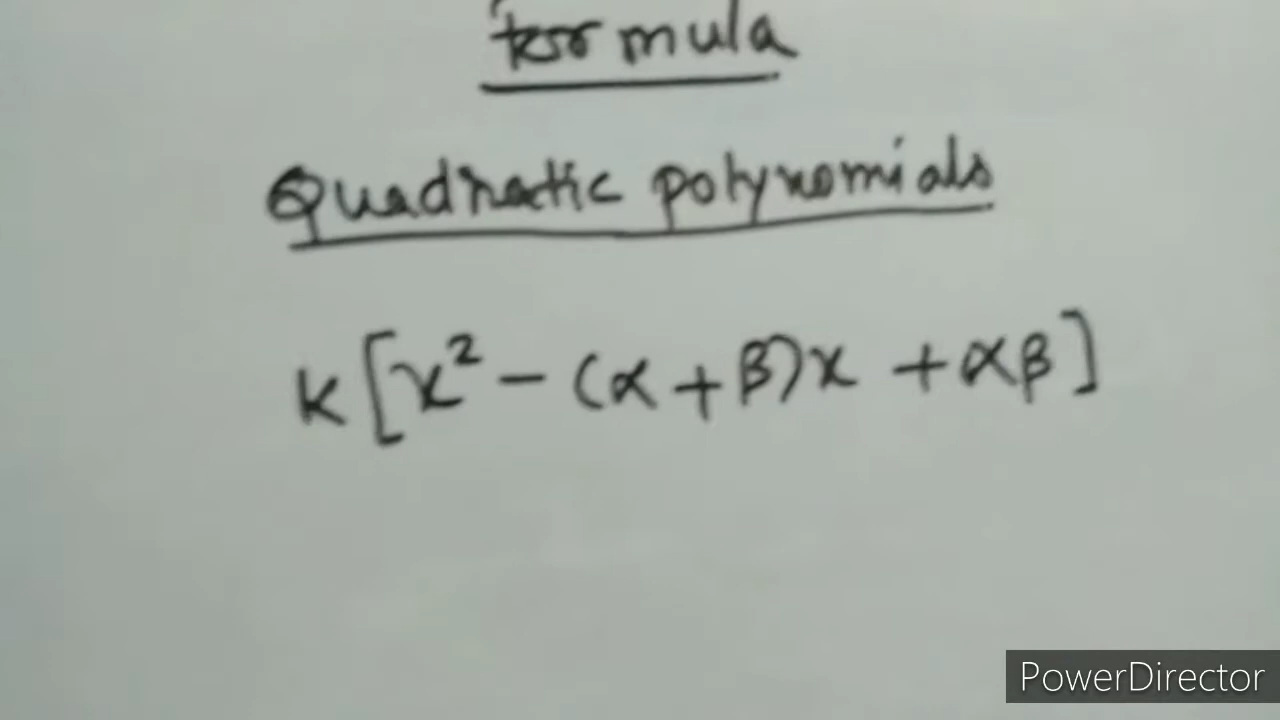 formula
Quadratic polynomials
K[x² - (α + β)x + αβ]
PowerDirector